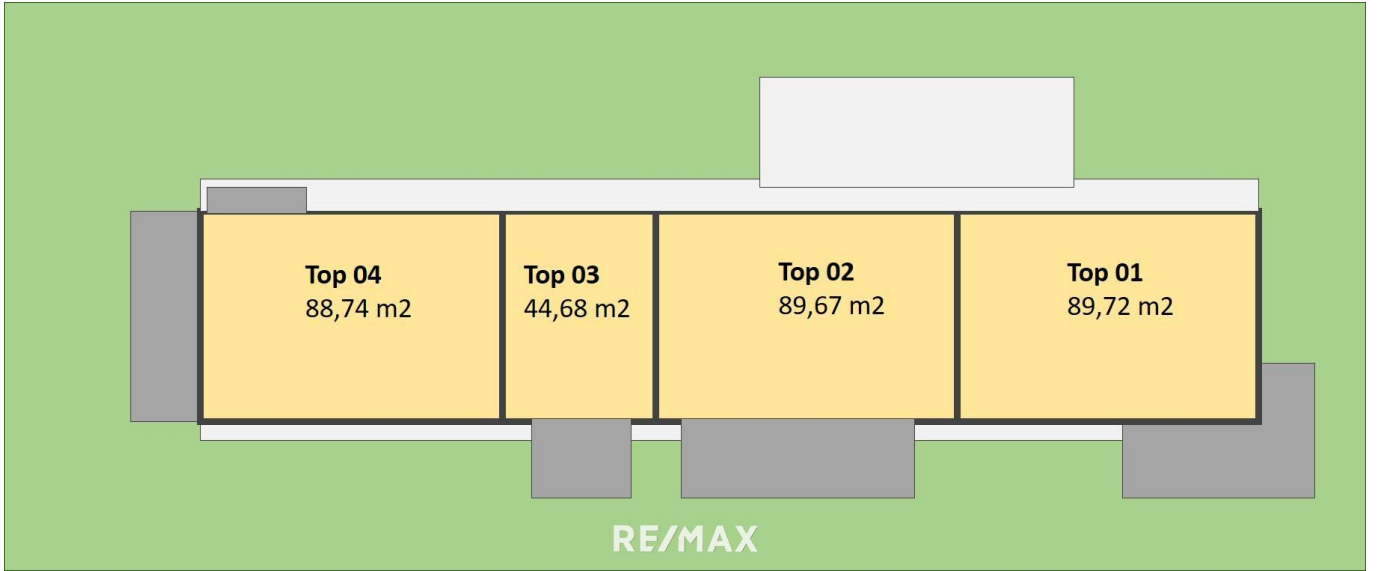 Top 04
88,74 m2
Top 03
44,68 m2
Top 02
89,67 m2
Top 01
89,72 m2
RE/MAX